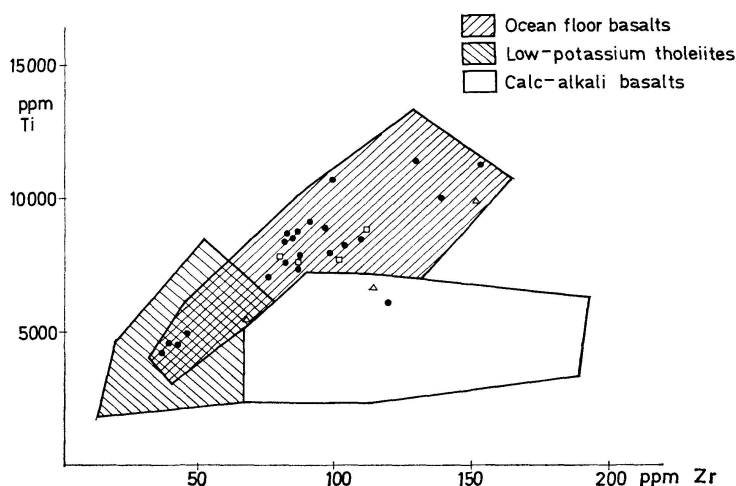 Ocean floor basalts
Low-potassium tholeiites
Calc-alkali basalts
15000
ppm
Ti
10000
5000
50 100 150 200 ppm Zr